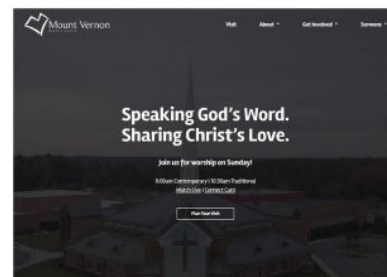 Mount Vernon
Visit
About
Get Involved
Sermons
Speaking God's Word.
Sharing Christ's Love.
Join us for worship on Sunday!
9:00am Contemporary | 10:30am Traditional
Watch Live | Connect Card
Plan Your Visit